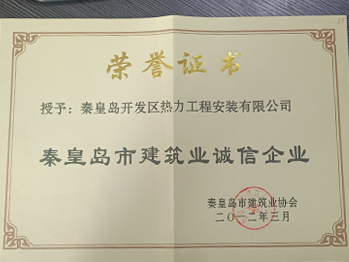 荣誉证书
授予：秦皇岛开发区热力工程安装有限公司
秦皇岛市建筑业诚信企业
秦皇岛市建筑业协会
二〇一二年三月